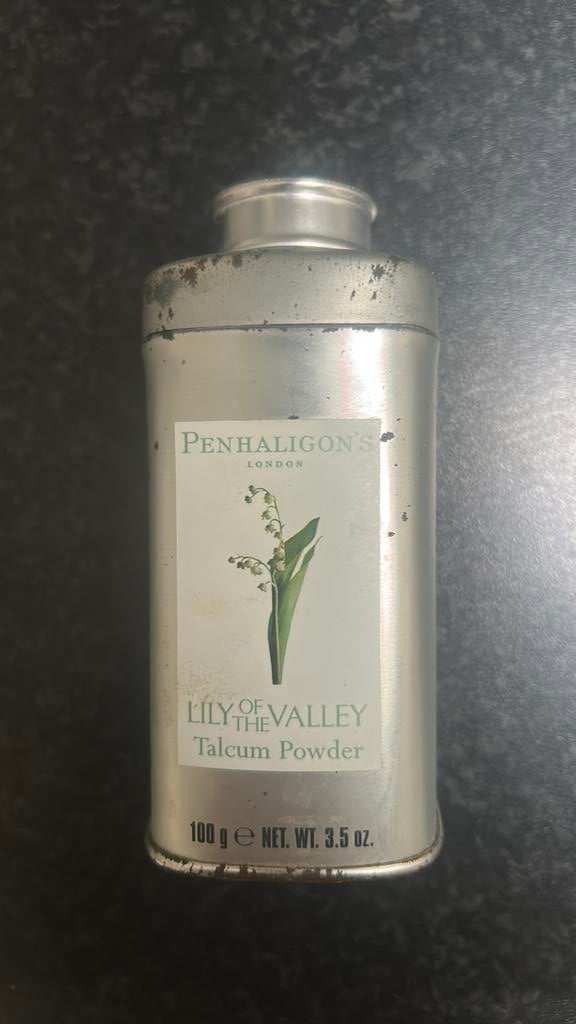 PENHALIGON'S
LONDON
LILY OF THE VALLEY
Talcum Powder
100 g ℮ NET. WT. 3.5 oz.